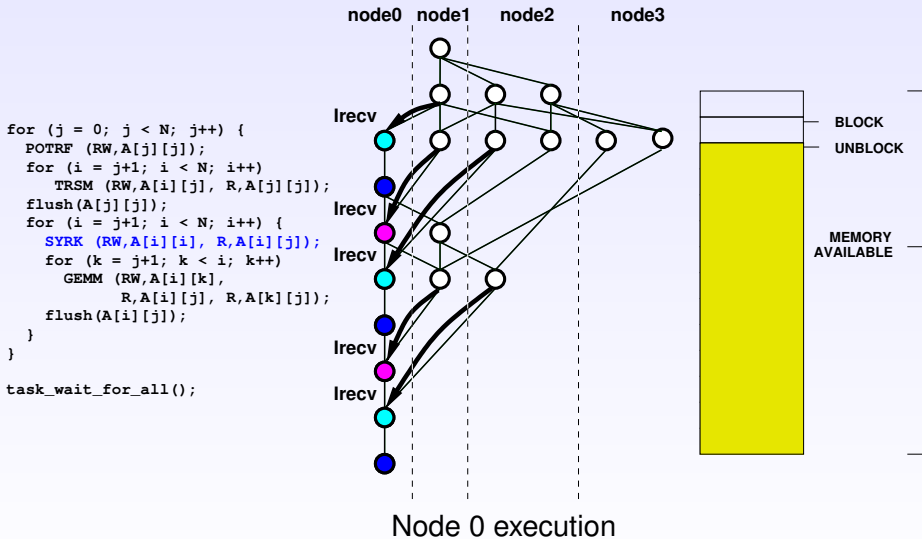 node0 node1 node2 node3
Irecv
Irecv
Irecv
Irecv
Irecv
for (j = 0; j < N; j++) {
POTRF (RW,A[j][j]);
for (i = j+1; i < N; i++)
TRSM (RW,A[i][j], R,A[j][j]);
flush(A[j][j]);
for (i = j+1; i < N; i++) {
SYRK (RW,A[i][i], R,A[i][j]);
for (k = j+1; k < i; k++)
GEMM (RW,A[i][k],
R,A[i][j], R,A[k][j]);
flush(A[i][j]);
}
}
task_wait_for_all();
BLOCK
UNBLOCK
MEMORY
AVAILABLE
Node 0 execution